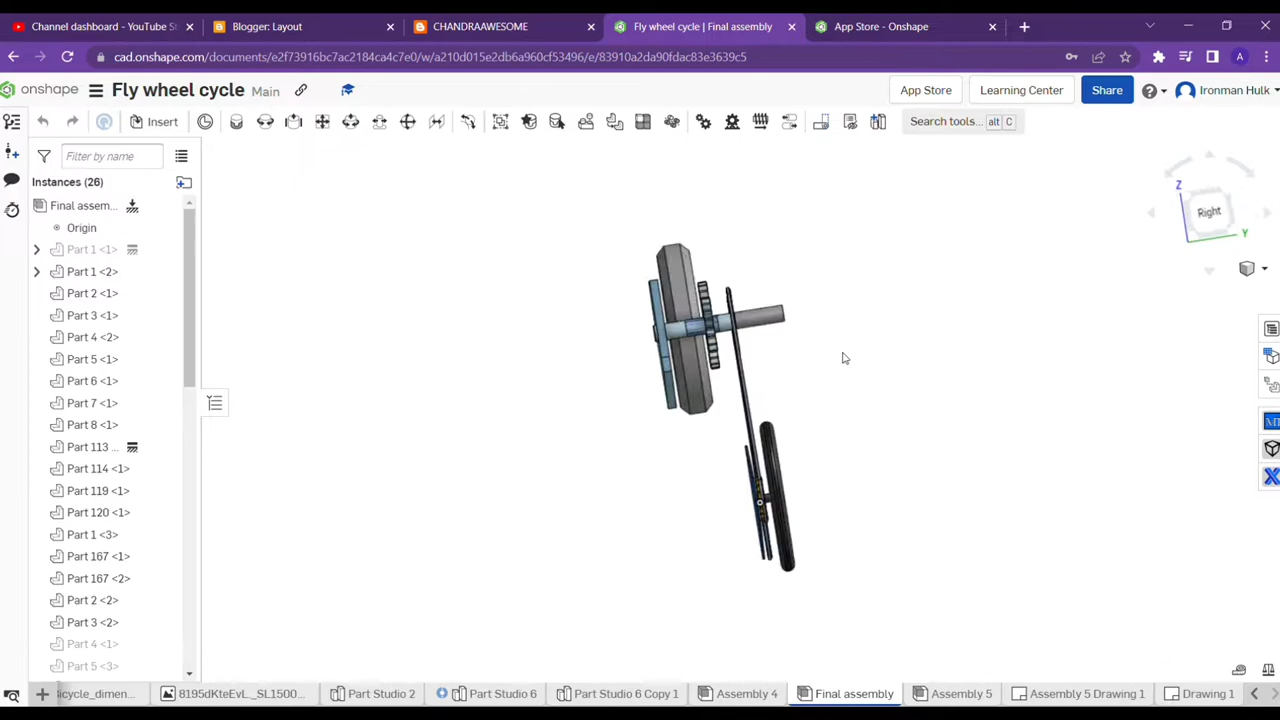 Channel dashboard - YouTube St
Blogger: Layout
CHANDRAAWESOME
Fly wheel cycle | Final assembly
App Store - Onshape
cad.onshape.com/documents/e2f73916bc7ac2184ca4c7e0/w/a210d015e2db6a960cf53496/e/83910a2da90fdac83e3639c5
A
onshape
Fly wheel cycle Main
App Store
Learning Center
Share
Ironman Hulk
Insert
Search tools... alt C
Filter by name
Instances (26)
Final assem...
Origin
Part 1 <1>
Part 1 <2>
Part 2 <1>
Part 3 <1>
Part 4 <2>
Part 5 <1>
Part 6 <1>
Part 7 <1>
Part 8 <1>
Part 113 ...
Part 114 <1>
Part 119 <1>
Part 120 <1>
Part 1 <3>
Part 167 <1>
Part 167 <2>
Part 2 <2>
Part 3 <2>
Part 4 <1>
Part 5 <3>
Z
Right
Y
Bicycle_dimen...
8195dKteEvL._SL1500...
Part Studio 2
Part Studio 6
Part Studio 6 Copy 1
Assembly 4
Final assembly
Assembly 5
Assembly 5 Drawing 1
Drawing 1